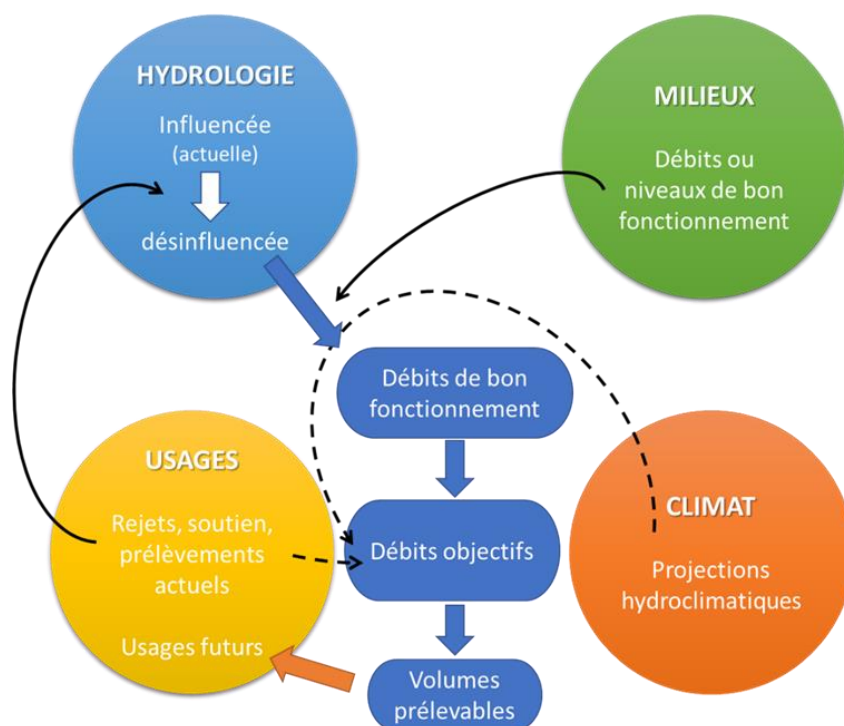 HYDROLOGIE
Influencée
(actuelle)
désinfluencée
MILIEUX
Débits ou
niveaux de bon
fonctionnement
Débits de bon
fonctionnement
USAGES
Rejets, soutien,
prélèvements
actuels
Usages futurs
Débits objectifs
CLIMAT
Projections
hydroclimatiques
Volumes
prélevables